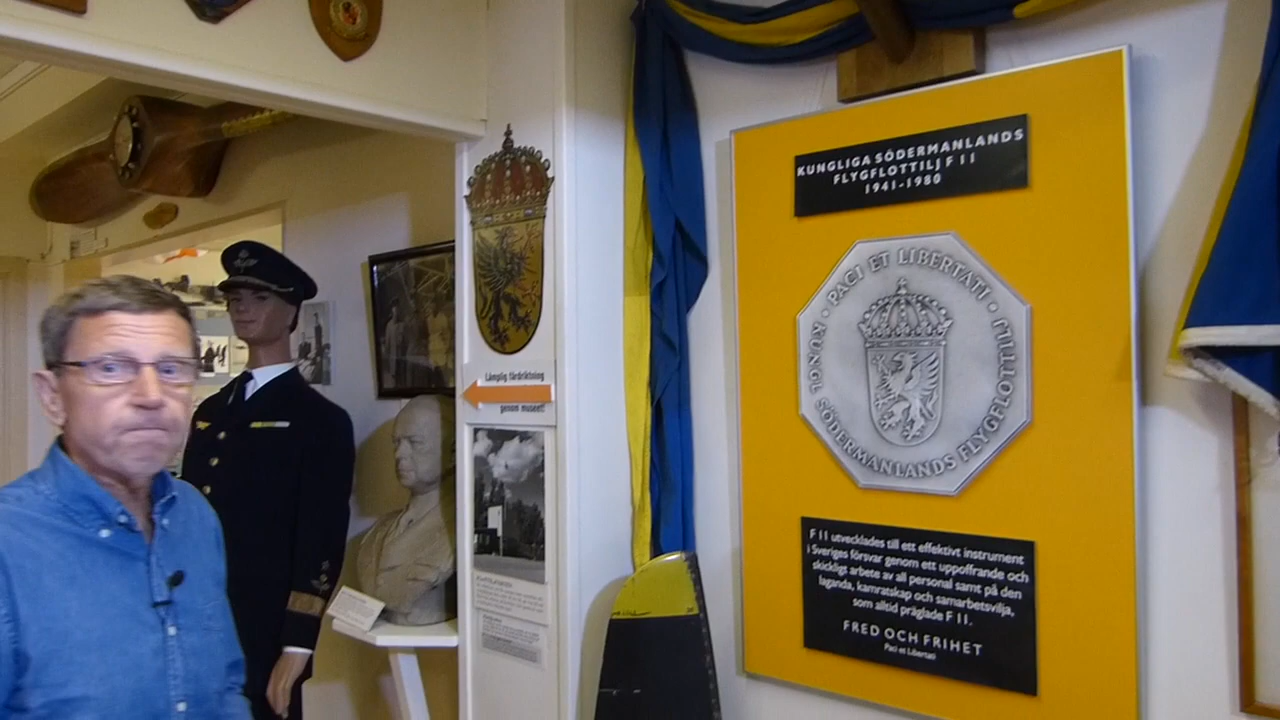 KUNGLIGA SÖDERMANLANDS
FLYGFLOTTILJ F 11
1941-1980
PACI ET LIBERTATI
KUNGL SÖDERMANLANDS FLYGFLOTTILJ
F 11 utvecklades till ett effektivt instrument
i Sveriges försvar genom ett uppoffrande och
skickligt arbete av all personal samt på den
laganda, kamratskap och samarbetsvilja,
som alltid präglade F 11.
FRED OCH FRIHET
Paci et Libertati
Lämplig färdriktning
genom museet!